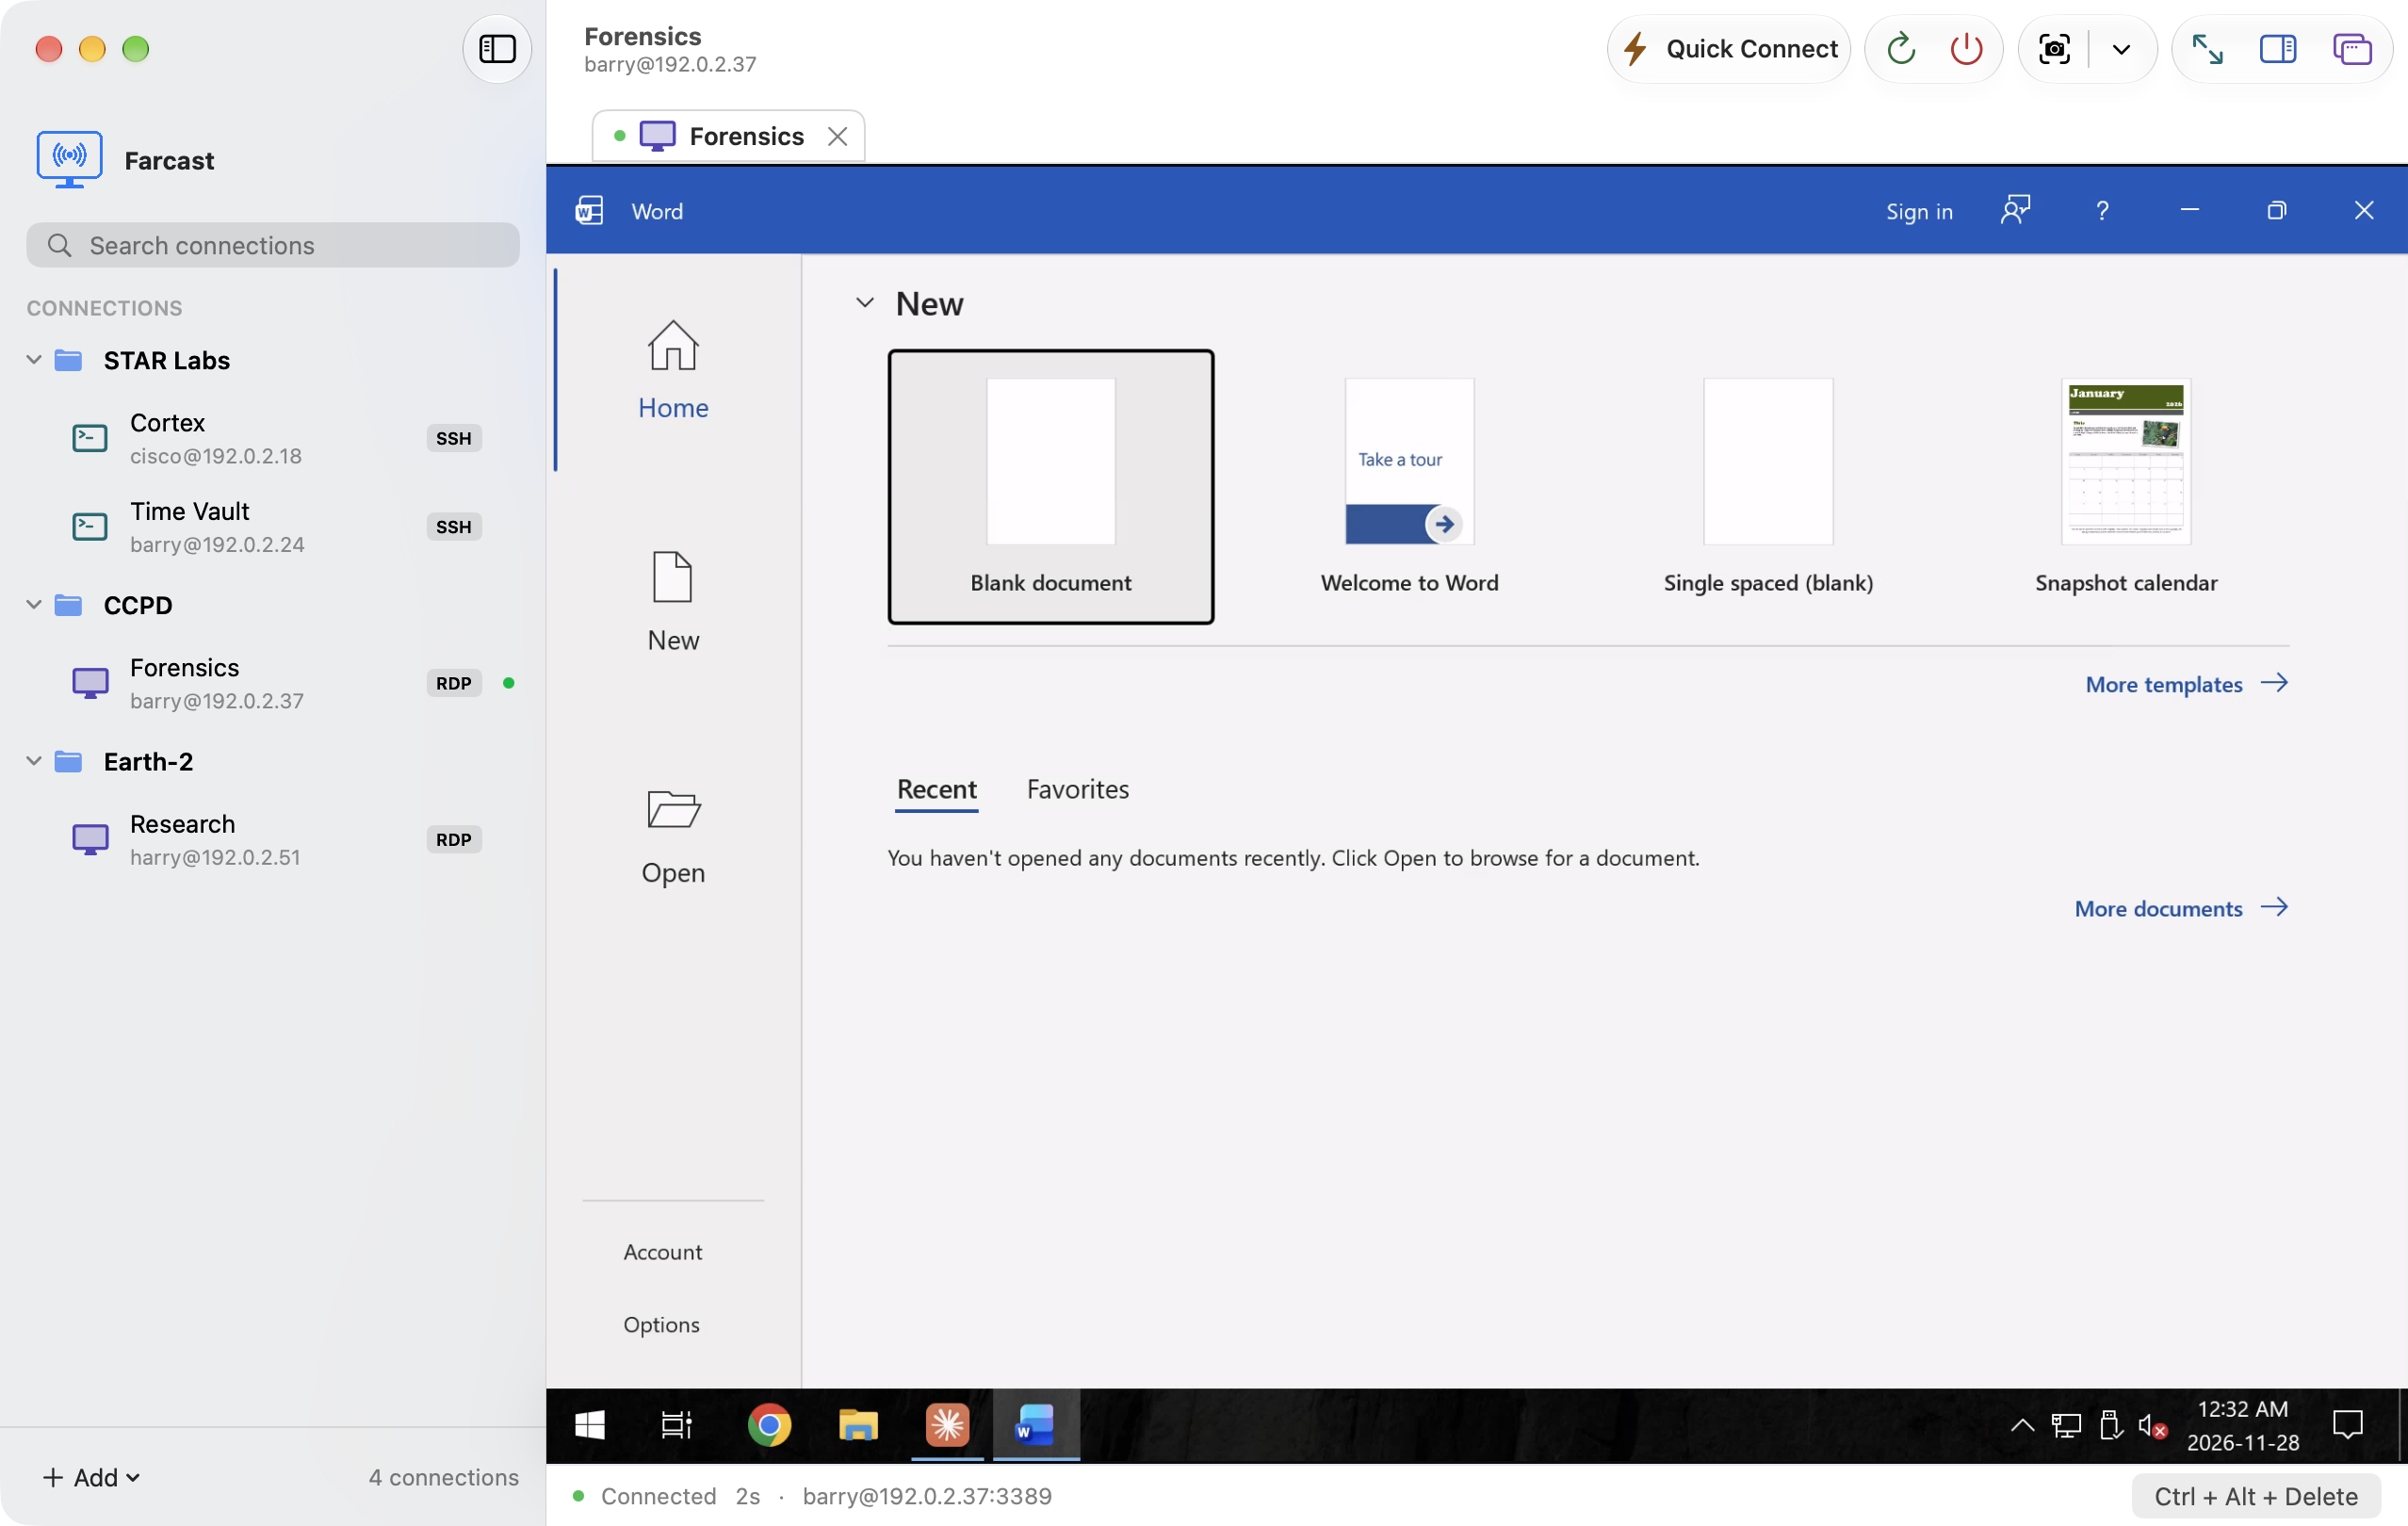 Forensics
barry@192.0.2.37
Quick Connect
Farcast
Search connections
CONNECTIONS
STAR Labs
Cortex
cisco@192.0.2.18
SSH
Time Vault
barry@192.0.2.24
SSH
CCPD
Forensics
barry@192.0.2.37
RDP
Earth-2
Research
harry@192.0.2.51
RDP
+ Add
4 connections
Forensics
Word
Sign in
?
Home
New
Open
Account
Options
New
Blank document
Take a tour
Welcome to Word
Single spaced (blank)
January
Snapshot calendar
More templates
Recent
Favorites
You haven't opened any documents recently. Click Open to browse for a document.
More documents
12:32 AM
2026-11-28
Connected 2s · barry@192.0.2.37:3389
Ctrl + Alt + Delete